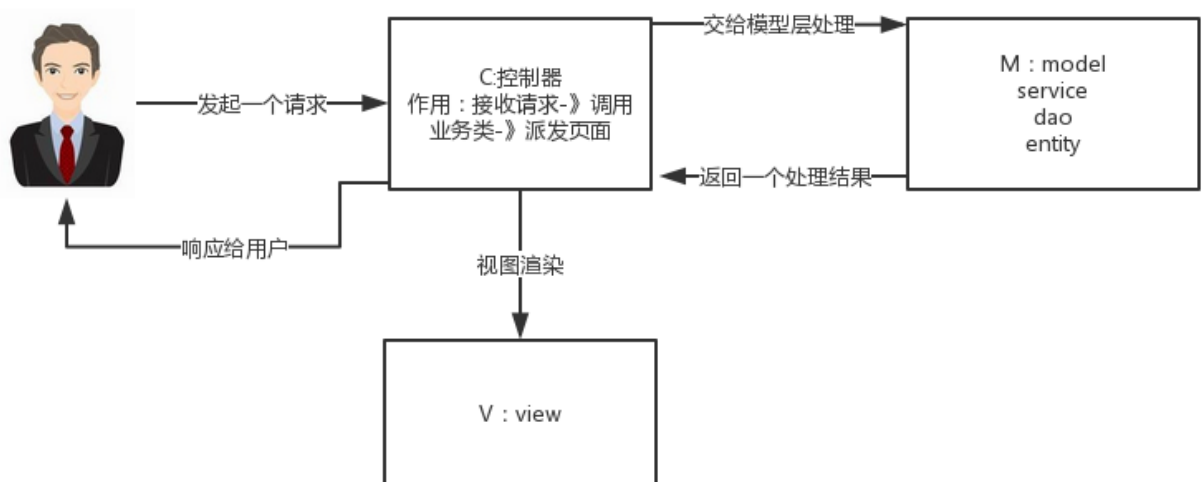 发起一个请求
C:控制器
作用：接收请求-》调用
业务类-》派发页面
交给模型层处理
M：model
service
dao
entity
返回一个处理结果
响应给用户
视图渲染
V：view